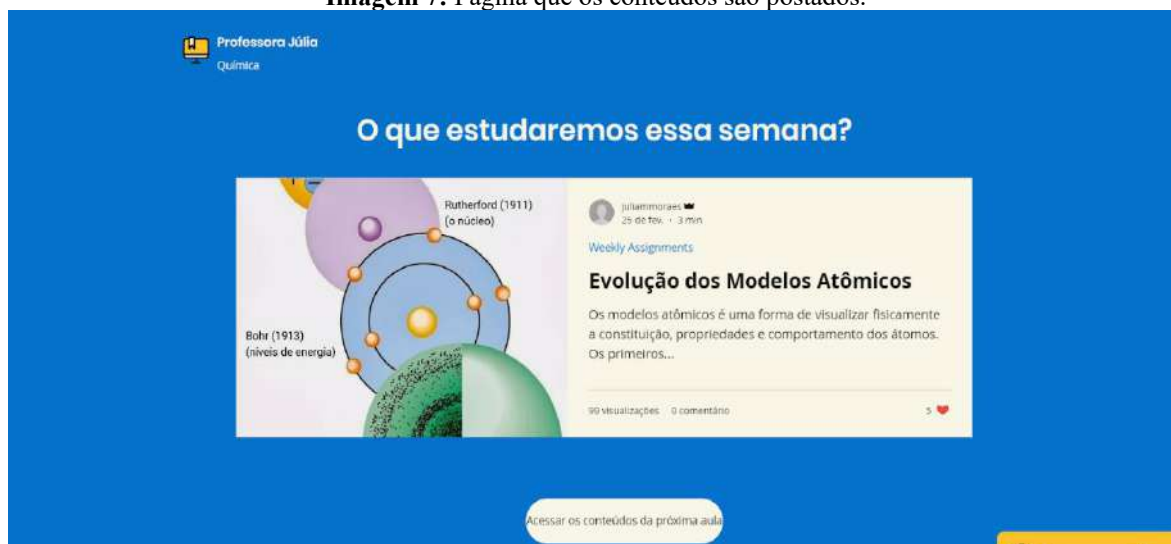 Imagem 7. Página que os conteúdos são postados.
Professora Júlia
Química
O que estudaremos essa semana?
Rutherford (1911)
(o núcleo)
Bohr (1913)
(níveis de energia)
juliammoraes
25 de fev. • 3 min
Weekly Assignments
Evolução dos Modelos Atômicos
Os modelos atômicos é uma forma de visualizar fisicamente
a constituição, propriedades e comportamento dos átomos.
Os primeiros...
90 visualizações 0 comentário
5
Acessar os conteúdos da próxima aula